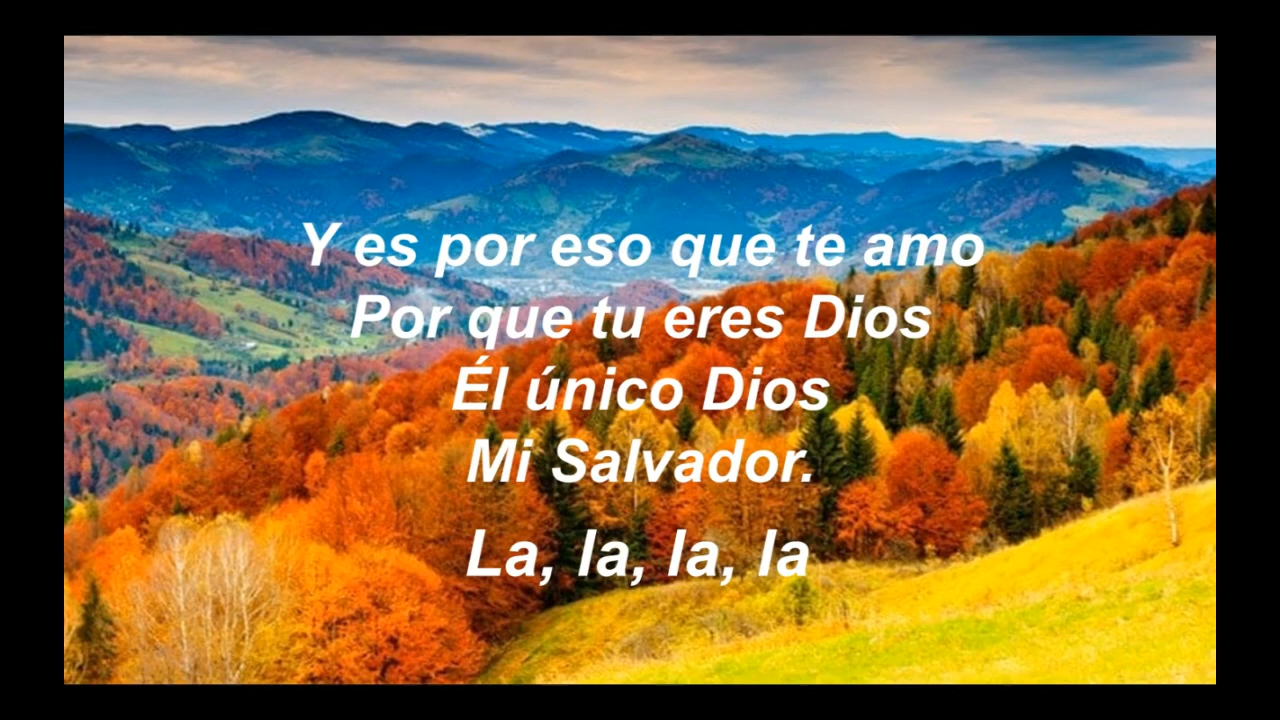 Y es por eso que te amo
Por que tu eres Dios
Él único Dios
Mi Salvador.
La, la, la, la